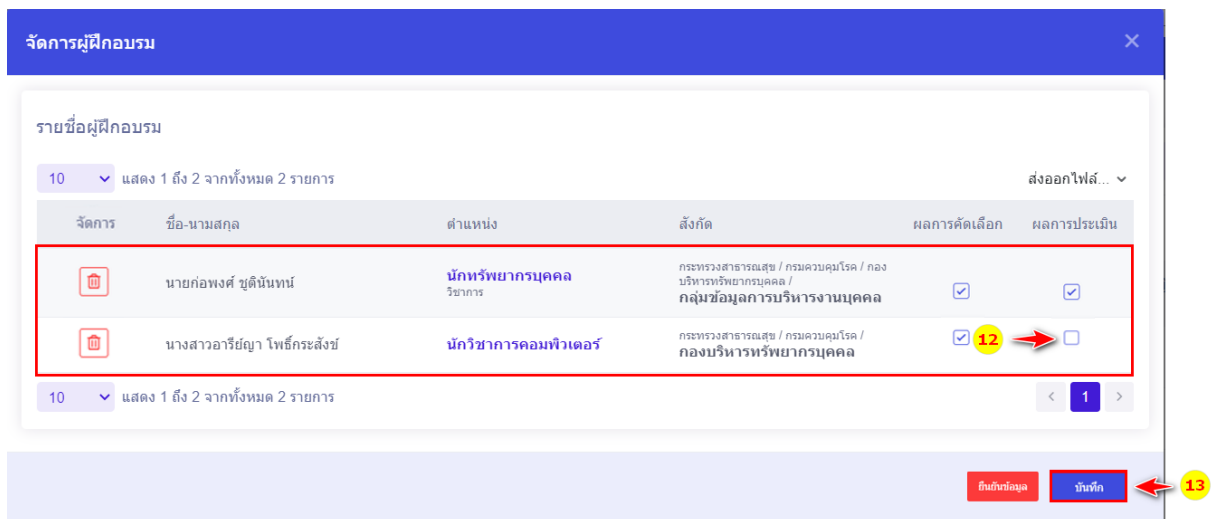 จัดการผู้ฝึกอบรม
รายชื่อผู้ฝึกอบรม
10 แสดง 1 ถึง 2 จากทั้งหมด 2 รายการ ส่งออกไฟล์...
จัดการ ชื่อ-นามสกุล ตำแหน่ง สังกัด ผลการคัดเลือก ผลการประเมิน
นายก่อพงศ์ ชูตินันทน์
นักทรัพยากรบุคคล
วิชาการ
กระทรวงสาธารณสุข / กรมควบคุมโรค / กอง
บริหารทรัพยากรบุคคล /
กลุ่มข้อมูลการบริหารงานบุคคล
นางสาวอารีย์ญา โพธิ์กระสังข์
นักวิชาการคอมพิวเตอร์
กระทรวงสาธารณสุข / กรมควบคุมโรค /
กองบริหารทรัพยากรบุคคล
12
10 แสดง 1 ถึง 2 จากทั้งหมด 2 รายการ < 1 >
ยืนยันข้อมูล บันทึก 13